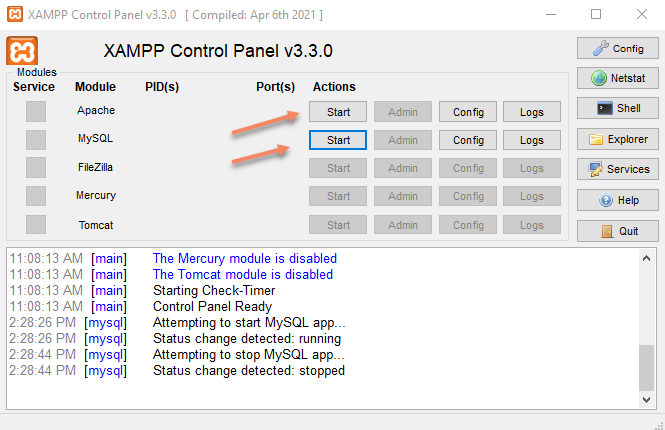 XAMPP Control Panel v3.3.0 [ Compiled: Apr 6th 2021 ]
XAMPP Control Panel v3.3.0
Config
Modules
Service Module PID(s) Port(s) Actions
Netstat
Apache Start Admin Config Logs
Shell
MySQL Start Admin Config Logs
Explorer
FileZilla Start Admin Config Logs
Services
Mercury Start Admin Config Logs
Help
Tomcat Start Admin Config Logs
Quit
11:08:13 AM [main] The Mercury module is disabled
11:08:13 AM [main] The Tomcat module is disabled
11:08:13 AM [main] Starting Check-Timer
11:08:13 AM [main] Control Panel Ready
2:28:26 PM [mysql] Attempting to start MySQL app...
2:28:26 PM [mysql] Status change detected: running
2:28:44 PM [mysql] Attempting to stop MySQL app...
2:28:44 PM [mysql] Status change detected: stopped